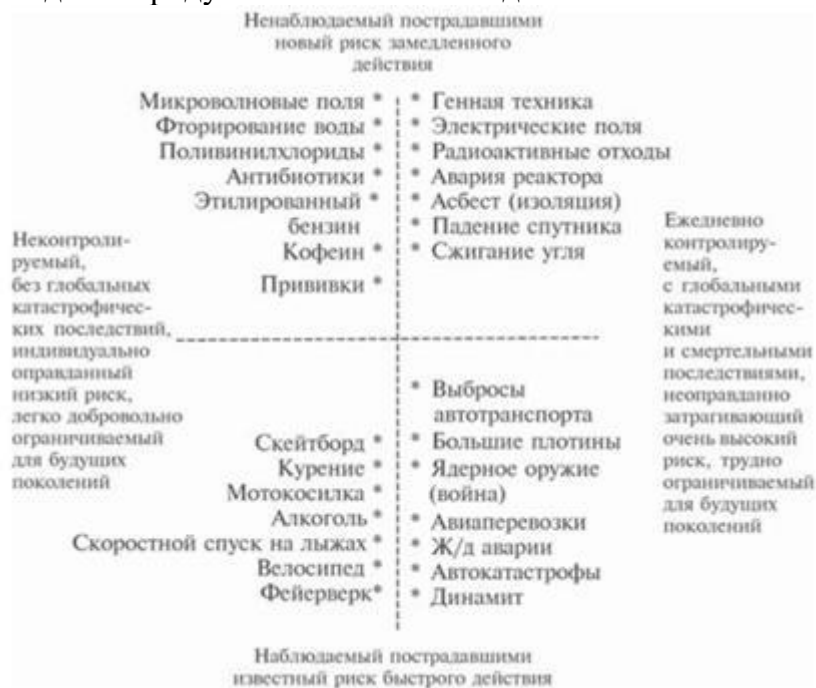 Ненаблюдаемый пострадавшими
новый риск замедленного
действия
Микроволновые поля *
Фторирование воды *
Поливинилхлориды *
Антибиотики *
Этилированный *
бензин
Кофеин *
Прививки *
* Генная техника
* Электрические поля
* Радиоактивные отходы
* Авария реактора
* Асбест (изоляция)
* Падение спутника
* Сжигание угля
Неконтроли-
руемый,
без глобальных
катастрофичес-
ких последствий,
индивидуально
оправданный
низкий риск,
легко добровольно
ограничиваемый
для будущих
поколений
Ежедневно
контролиру-
емый,
с глобальными
катастрофичес-
кими
и смертельными
последствиями,
неоправданно
затрагивающий
очень высокий
риск, трудно
ограничиваемый
для будущих
поколений
Скейтборд *
Курение *
Мотокосилка *
Алкоголь *
Скоростной спуск на лыжах *
Велосипед *
Фейерверк*
* Выбросы
автотранспорта
* Большие плотины
* Ядерное оружие
(война)
* Авиаперевозки
* Ж/д аварии
* Автокатастрофы
* Динамит
Наблюдаемый пострадавшими
известный риск быстрого действия